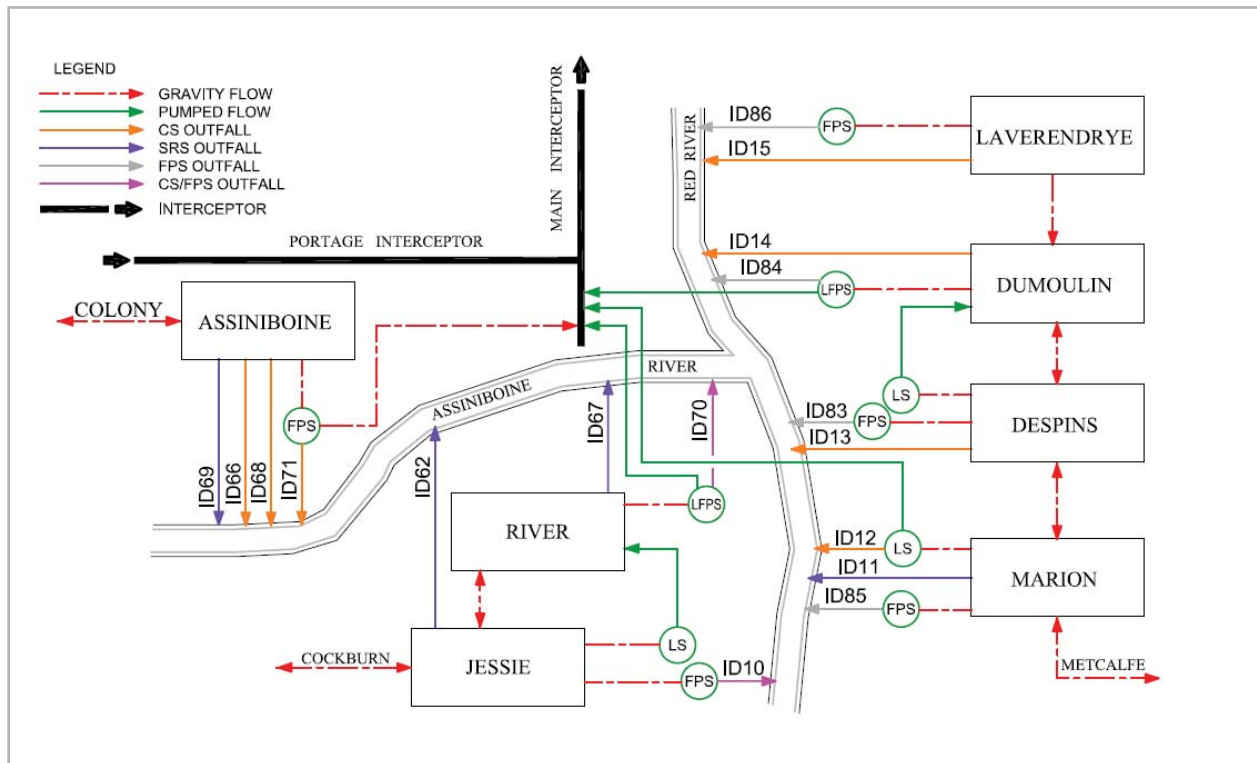 LEGEND
GRAVITY FLOW
PUMPED FLOW
CS OUTFALL
SRS OUTFALL
FPS OUTFALL
CS/FPS OUTFALL
INTERCEPTOR
MAIN INTERCEPTOR
PORTAGE INTERCEPTOR
RED RIVER
ID86
FPS
ID15
LAVERENDRYE
ID14
ID84
LFPS
DUMOULIN
COLONY
ASSINIBOINE
FPS
ID69
ID66
ID68
ID71
ASSINIBOINE
RIVER
ID62
ID67
ID70
LS
ID83
FPS
ID13
DESPINS
RIVER
LFPS
ID12
LS
ID11
ID85
FPS
MARION
COCKBURN
JESSIE
LS
FPS
ID10
METCALFE